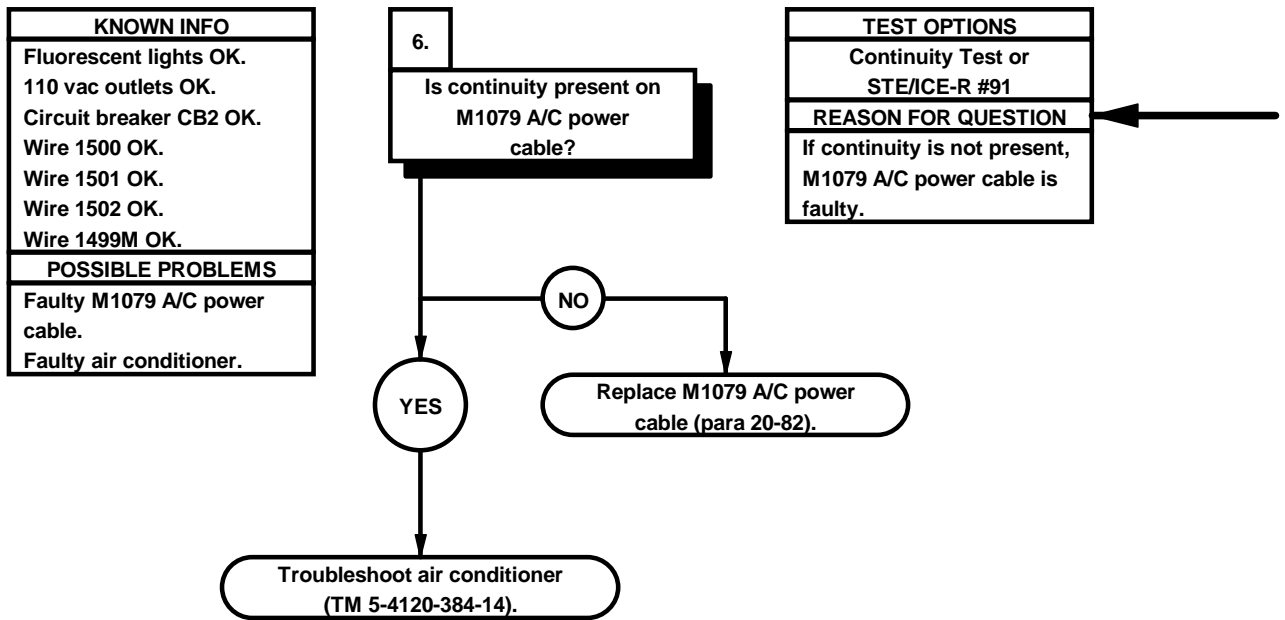 KNOWN INFO
Fluorescent lights OK.
110 vac outlets OK.
Circuit breaker CB2 OK.
Wire 1500 OK.
Wire 1501 OK.
Wire 1502 OK.
Wire 1499M OK.
POSSIBLE PROBLEMS
Faulty M1079 A/C power
cable.
Faulty air conditioner.
6.
Is continuity present on
M1079 A/C power
cable?
TEST OPTIONS
Continuity Test or
STE/ICE-R #91
REASON FOR QUESTION
If continuity is not present,
M1079 A/C power cable is
faulty.
NO
YES
Replace M1079 A/C power
cable (para 20-82).
Troubleshoot air conditioner
(TM 5-4120-384-14).